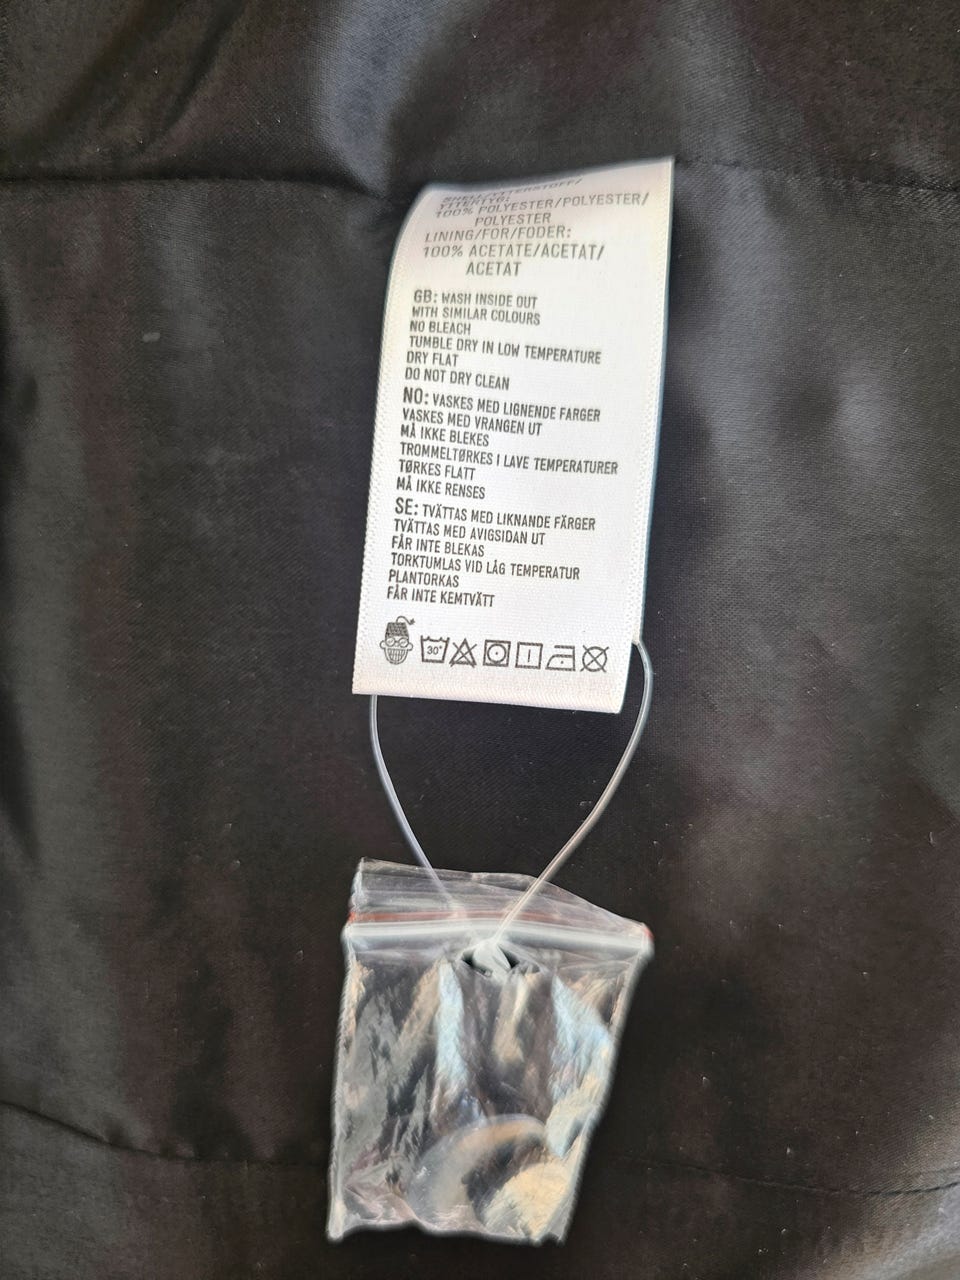 SHELL/YTTERSTOFF/
YTTERTYG:
100% POLYESTER/POLYESTER/
POLYESTER
LINING/FOR/FODER:
100% ACETATE/ACETAT/
ACETAT
GB: WASH INSIDE OUT
WITH SIMILAR COLOURS
NO BLEACH
TUMBLE DRY IN LOW TEMPERATURE
DRY FLAT
DO NOT DRY CLEAN
NO: VASKES MED LIGNENDE FARGER
VASKES MED VRANGEN UT
MÅ IKKE BLEKES
TROMMELTØRKES I LAVE TEMPERATURER
TØRKES FLATT
MÅ IKKE RENSES
SE: TVÄTTAS MED LIKNANDE FÄRGER
TVÄTTAS MED AVIGSIDAN UT
FÅR INTE BLEKAS
TORKTUMLAS VID LÅG TEMPERATUR
PLANTORKAS
FÅR INTE KEMTVÄTT
30°